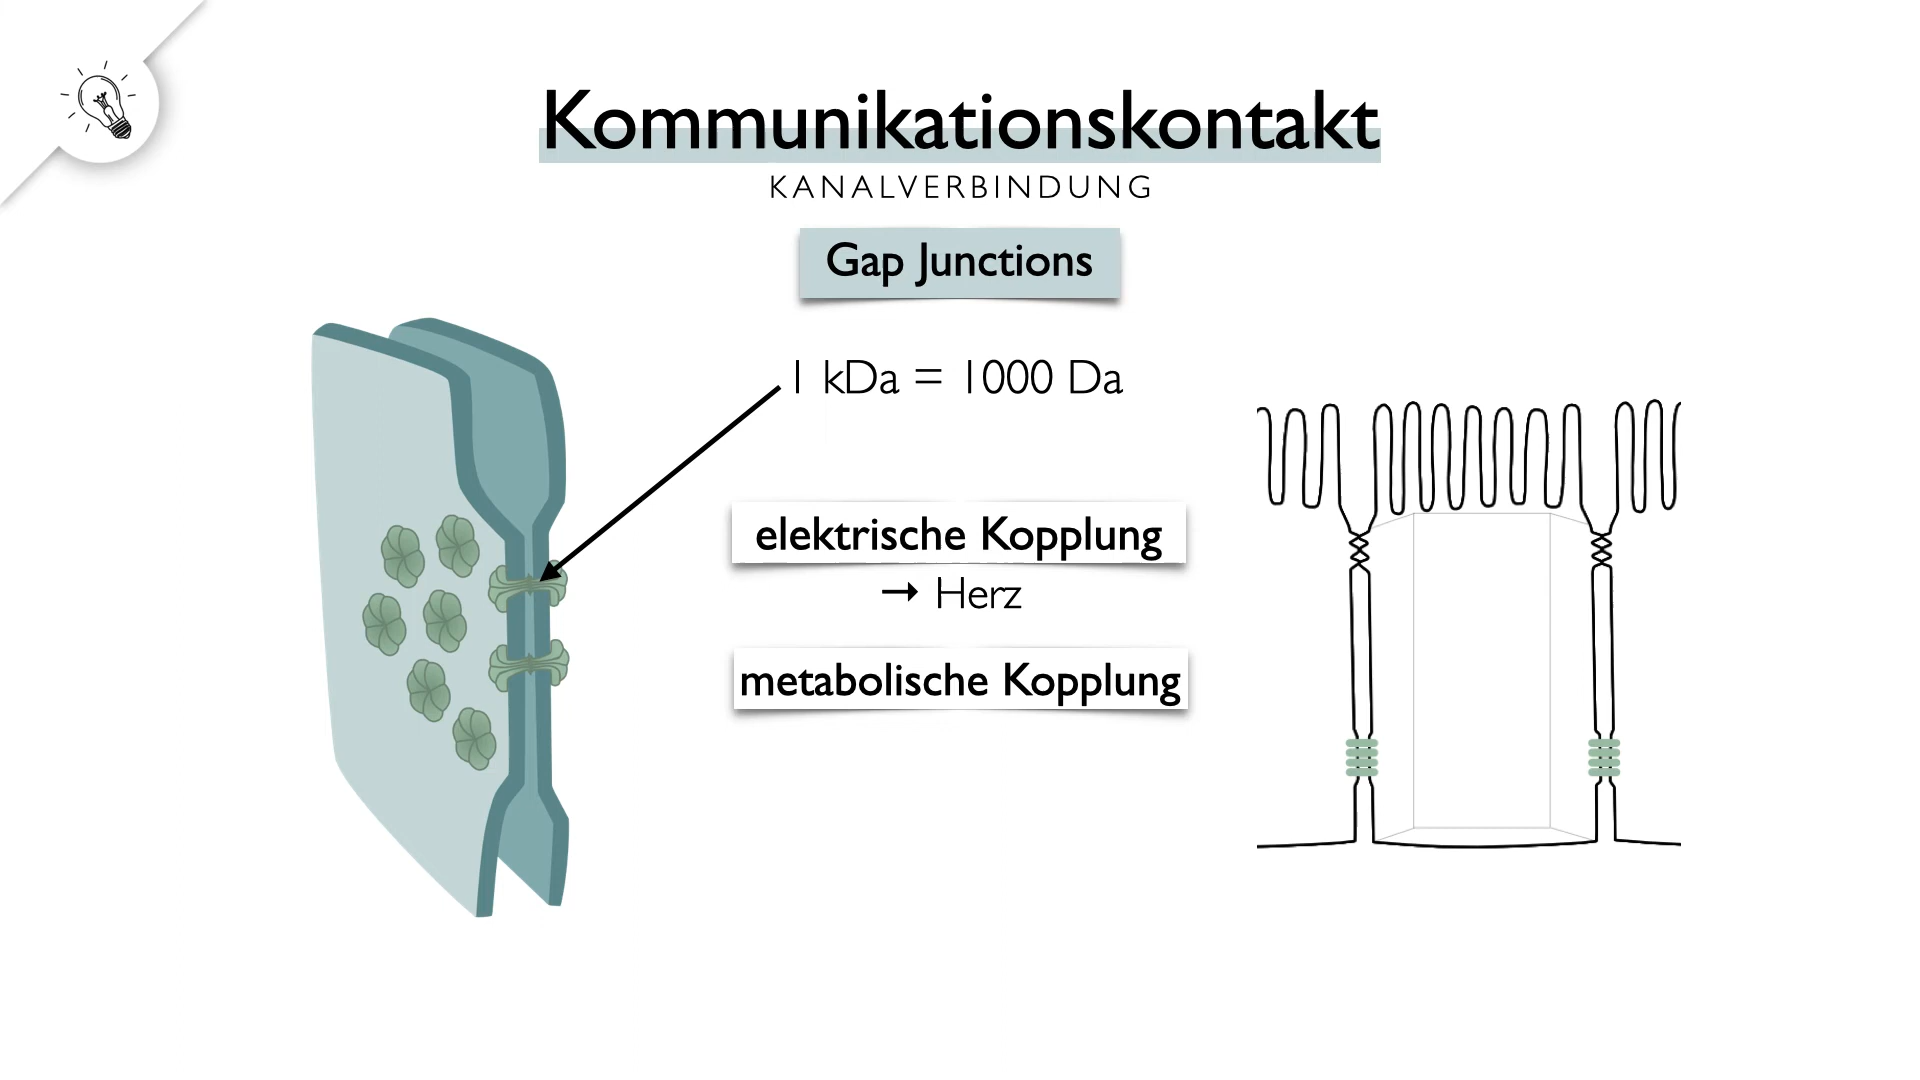 Kommunikationskontakt
KANALVERBINDUNG
Gap Junctions
1 kDa = 1000 Da
elektrische Kopplung
→ Herz
metabolische Kopplung